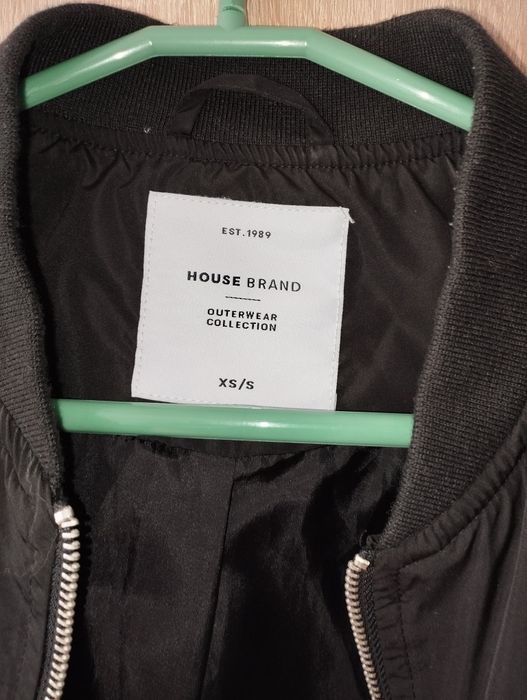 EST.1989
HOUSE BRAND
OUTERWEAR
COLLECTION
XS/S